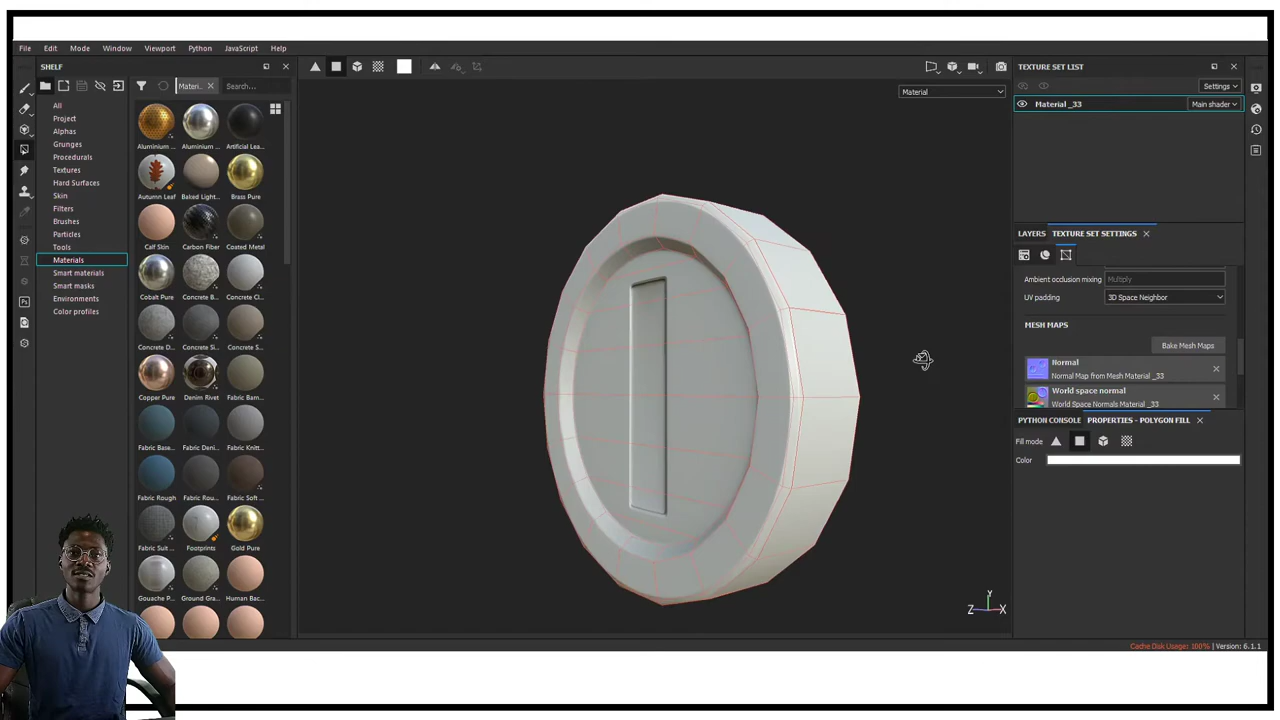 File Edit Mode Window Viewport Python JavaScript Help
SHELF
Materi... Search...
All
Project
Alphas
Grunges
Procedurals
Textures
Hard Surfaces
Skin
Filters
Brushes
Particles
Tools
Materials
Smart materials
Smart masks
Environments
Color profiles
Aluminium ... Aluminium ... Artificial Lea...
Autumn Leaf Baked Light... Brass Pure
Calf Skin Carbon Fiber Coated Metal
Cobalt Pure Concrete B... Concrete Cl...
Concrete D... Concrete S... Concrete S...
Copper Pure Denim Rivet Fabric Bam...
Fabric Base... Fabric Deni... Fabric Knitt...
Fabric Rough Fabric Rou... Fabric Soft ...
Fabric Suit ... Footprints Gold Pure
Gouache P... Ground Gra... Human Bac...
Material
Z Y X
TEXTURE SET LIST
Settings
Material _33 Main shader
LAYERS TEXTURE SET SETTINGS
Ambient occlusion mixing Multiply
UV padding 3D Space Neighbor
MESH MAPS
Bake Mesh Maps
Normal
Normal Map from Mesh Material _33
World space normal
World Space Normals Material _33
PYTHON CONSOLE PROPERTIES - POLYGON FILL
Fill mode
Color
Ps
Cache Disk Usage: 100% | Version: 6.1.1